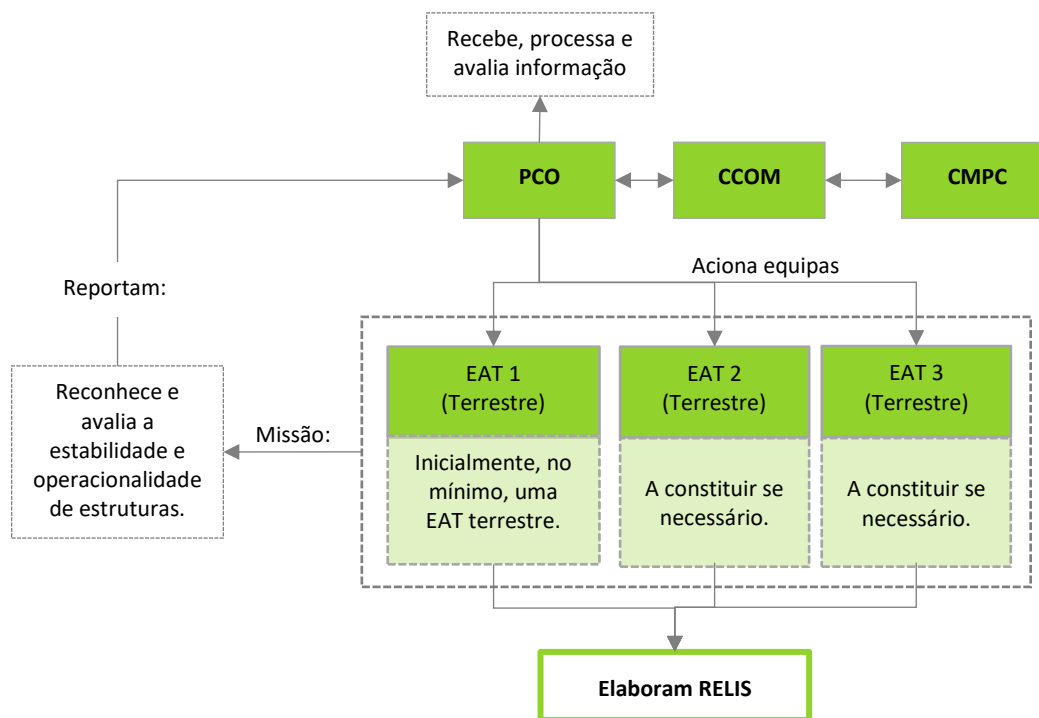 Recebe, processa e
avalia informação
PCO
CCOM
CMPC
Aciona equipas
Reportam:
EAT 1
(Terrestre)
EAT 2
(Terrestre)
EAT 3
(Terrestre)
Reconhece e
avalia a
estabilidade e
operacionalidade
de estruturas.
Missão:
Inicialmente, no
mínimo, uma
EAT terrestre.
A constituir se
necessário.
A constituir se
necessário.
Elaboram RELIS